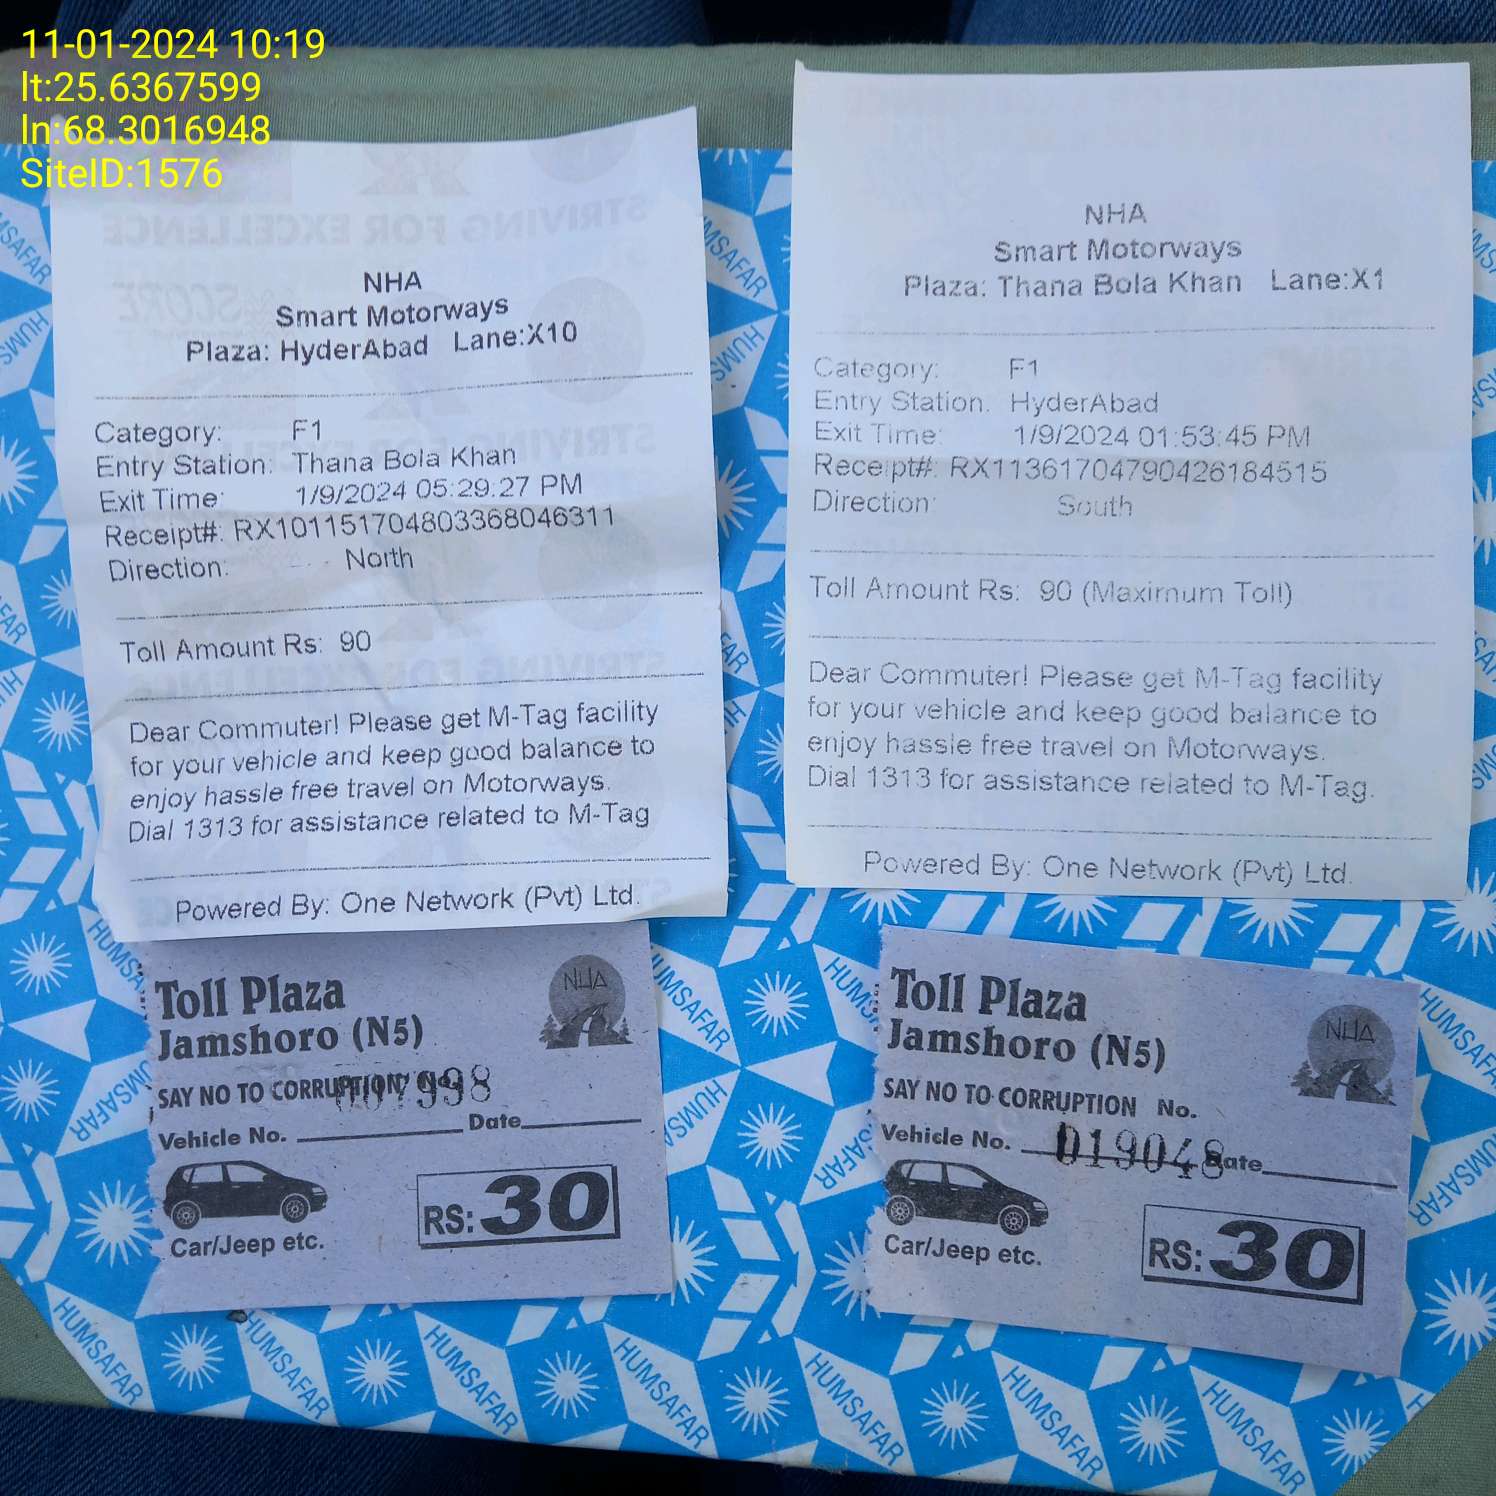 11-01-2024 10:19
lt:25.6367599
ln:68.3016948
SiteID:1576
NHA
Smart Motorways
Plaza: HyderAbad Lane:X10
Category: F1
Entry Station: Thana Bola Khan
Exit Time: 1/9/2024 05:29:27 PM
Receipt#: RX101151704803368046311
Direction: North
Toll Amount Rs: 90
Dear Commuter! Please get M-Tag facility
for your vehicle and keep good balance to
enjoy hassle free travel on Motorways.
Dial 1313 for assistance related to M-Tag
Powered By: One Network (Pvt) Ltd.
NHA
Smart Motorways
Plaza: Thana Bola Khan Lane:X1
Category: F1
Entry Station: HyderAbad
Exit Time: 1/9/2024 01:53:45 PM
Receipt#: RX11361704790426184515
Direction: South
Toll Amount Rs: 90 (Maximum Toll)
Dear Commuter! Please get M-Tag facility
for your vehicle and keep good balance to
enjoy hassle free travel on Motorways.
Dial 1313 for assistance related to M-Tag.
Powered By: One Network (Pvt) Ltd.
Toll Plaza
NHA
Jamshoro (N5)
SAY NO TO CORRUPTION No.
007998
Vehicle No. Date
Car/Jeep etc.
RS: 30
Toll Plaza
NHA
Jamshoro (N5)
SAY NO TO CORRUPTION No.
Vehicle No. 019048 Date
Car/Jeep etc.
RS: 30
HUMSAFAR